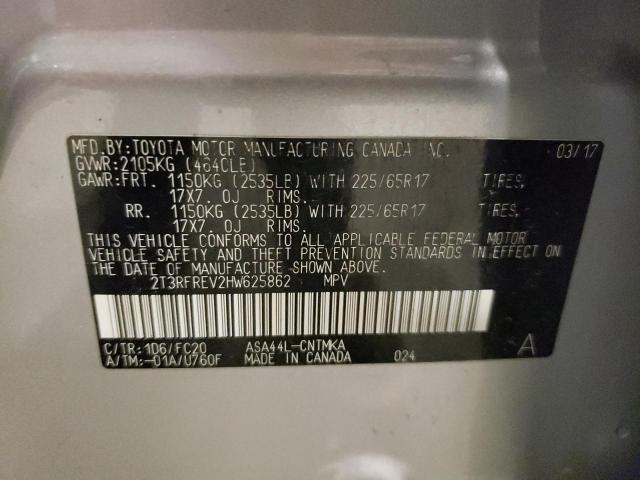 MFD.BY:TOYOTA MOTOR MANUFACTURING CANADA INC. 03/17
GVWR:2105KG (4640LB)
GAWR:FRT. 1150KG (2535LB) WITH 225/65R17 TIRES,
17X7.0J RIMS.
RR. 1150KG (2535LB) WITH 225/65R17 TIRES,
17X7.0J RIMS.
THIS VEHICLE CONFORMS TO ALL APPLICABLE FEDERAL MOTOR
VEHICLE SAFETY AND THEFT PREVENTION STANDARDS IN EFFECT ON
THE DATE OF MANUFACTURE SHOWN ABOVE.
2T3RFREV2HW625862 MPV
C/TR:1D6/FC20 ASA44L-CNTMKA 024
A/TM:-01A/U760F MADE IN CANADA A